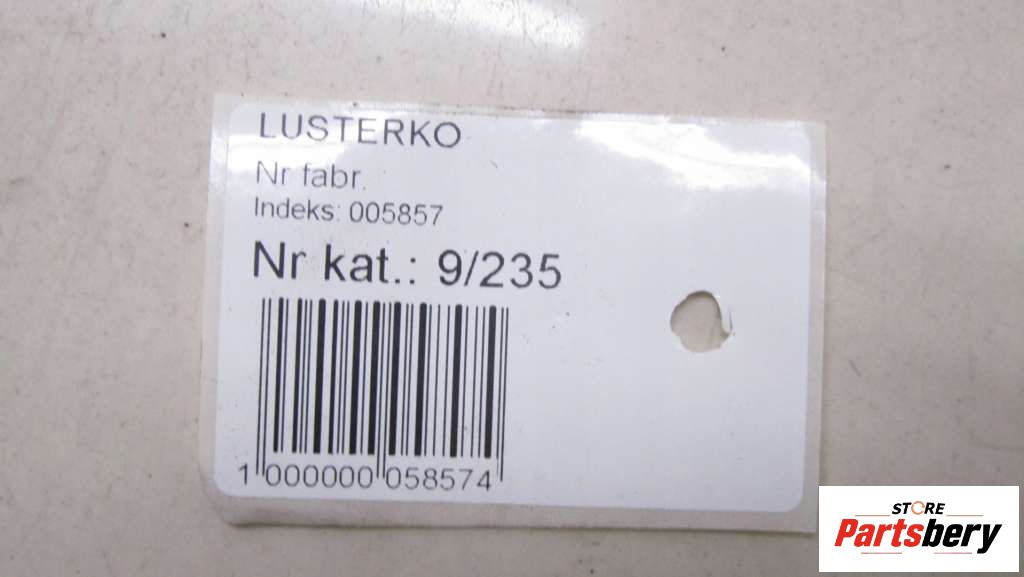 LUSTERKO
Nr fabr.
Indeks: 005857
Nr kat.: 9/235
1 000000 058574
STORE
Partsbery